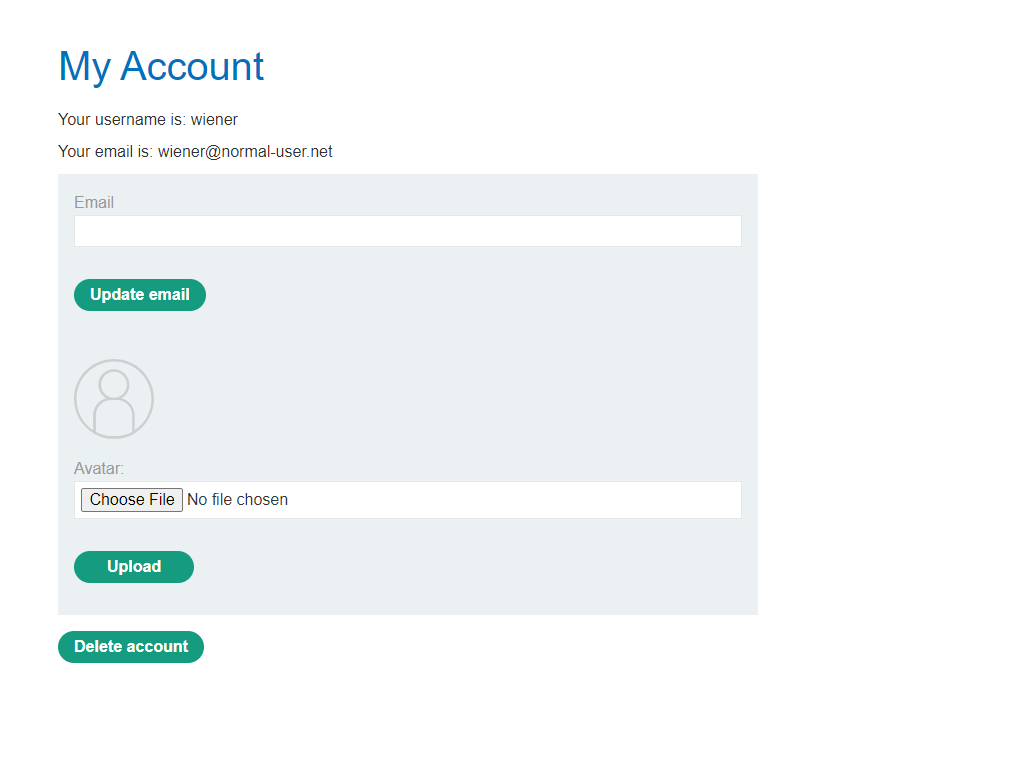 My Account
Your username is: wiener
Your email is: wiener@normal-user.net
Email
Update email
Avatar:
Choose File No file chosen
Upload
Delete account